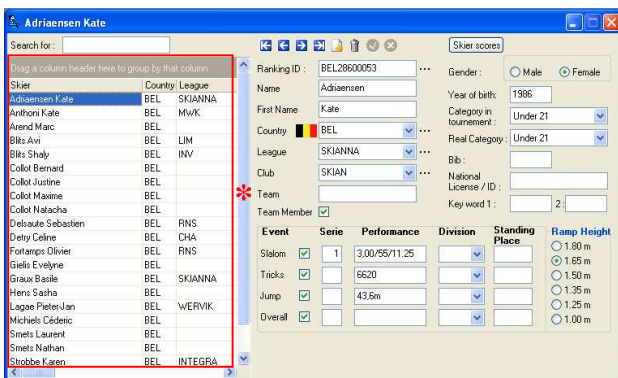 Adriaensen Kate
Search for :
Drag a column header here to group by that column
Skier Country League
Adriaensen Kate BEL SKIANNA
Anthoni Kate BEL MWK
Arend Marc BEL
Blits Avi BEL LIM
Blits Shaly BEL INV
Collot Bernard BEL
Collot Justine BEL
Collot Maxime BEL
Collot Natacha BEL
Delsaute Sebastien BEL RNS
Detry Celine BEL CHA
Fortamps Olivier BEL RNS
Gielis Evelyne BEL
Graux Basile BEL SKIANNA
Hens Sasha BEL
Lagae Pieter-Jan BEL WERVIK
Michiels Céderic BEL
Smets Laurent BEL
Smets Nathan BEL
Strobbe Karen BEL INTEGRA
*
Skier scores
Ranking ID : BEL28600053 ...
Name Adriaensen
First Name Kate
Country BEL ...
League SKIANNA ...
Club SKIAN ...
Team
Team Member
Gender : Male Female
Year of birth: 1986
Category in tournement : Under 21
Real Category : Under 21
Bib :
National License / ID :
Key word 1 : 2 :
Event Serie Performance Division Standing Place
Slalom 1 3,00/55/11.25
Tricks 6620
Jump 43,6m
Overall
Ramp Height
1.80 m
1.65 m
1.50 m
1.35 m
1.25 m
1.00 m